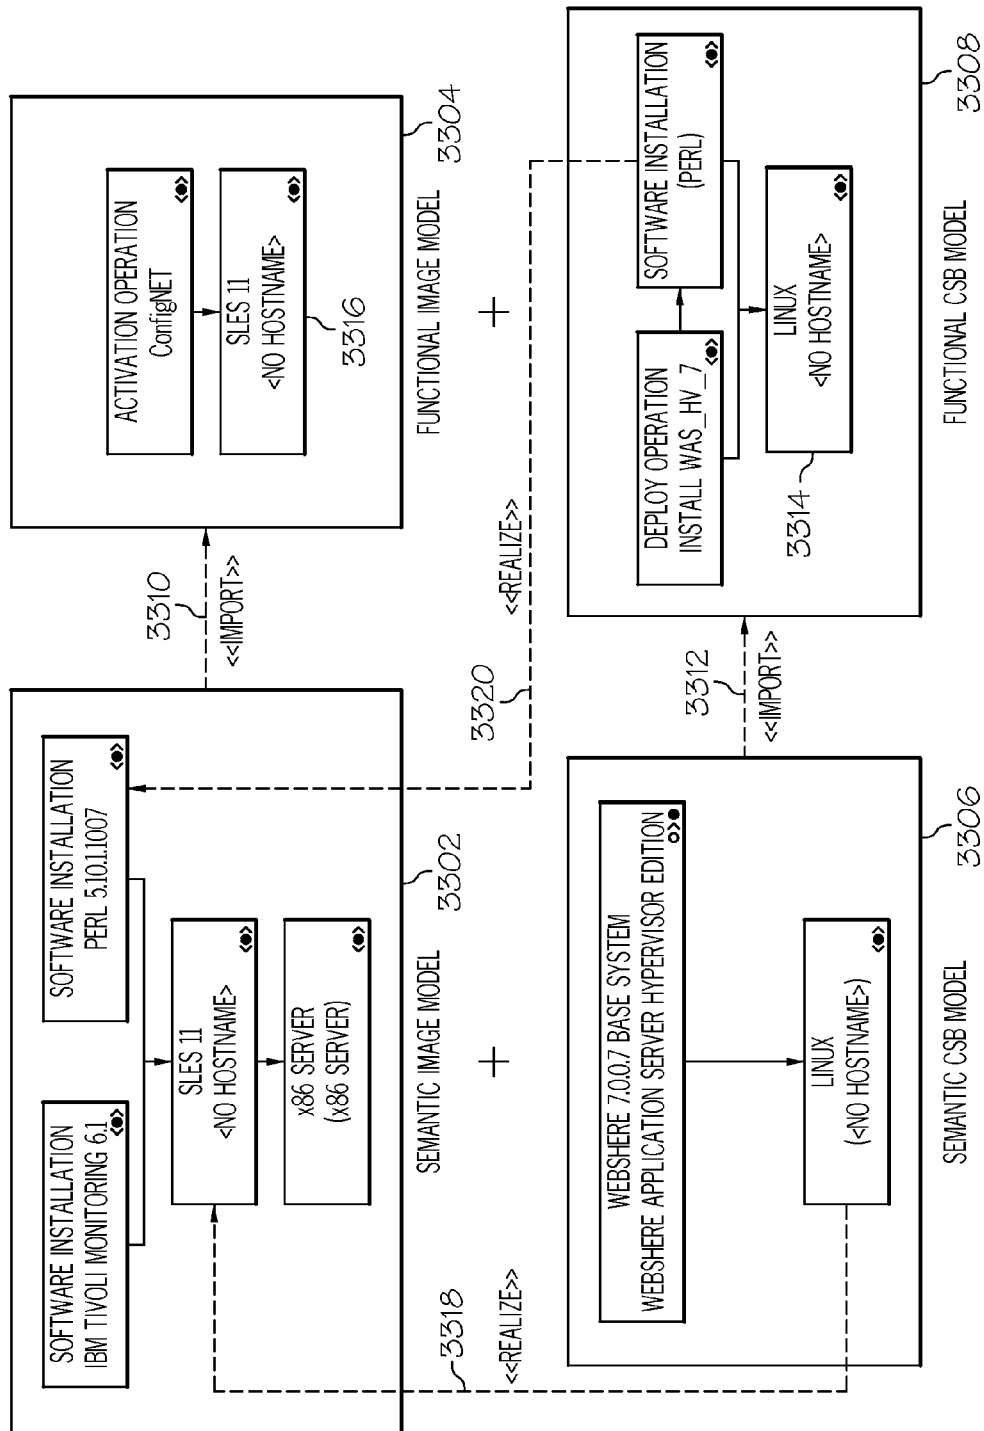 SOFTWARE INSTALLATION
IBM TIVOLI MONITORING 6.1
SOFTWARE INSTALLATION
PERL 5.10.1.1007
SLES 11
<NO HOSTNAME>
x86 SERVER
(x86 SERVER)
3302
SEMANTIC IMAGE MODEL
3310
<<IMPORT>>
ACTIVATION OPERATION
ConfigNET
SLES 11
<NO HOSTNAME>
3316
3304
FUNCTIONAL IMAGE MODEL
+
+
3318
<<REALIZE>>
3320
<<REALIZE>>
WEBSHERE 7.0.0.7 BASE SYSTEM
WEBSHERE APPLICATION SERVER HYPERVISOR EDITION
LINUX
(<NO HOSTNAME>)
3306
SEMANTIC CSB MODEL
3312
<<IMPORT>>
DEPLOY OPERATION
INSTALL WAS_HV_7
SOFTWARE INSTALLATION
(PERL)
LINUX
<NO HOSTNAME>
3314
3308
FUNCTIONAL CSB MODEL